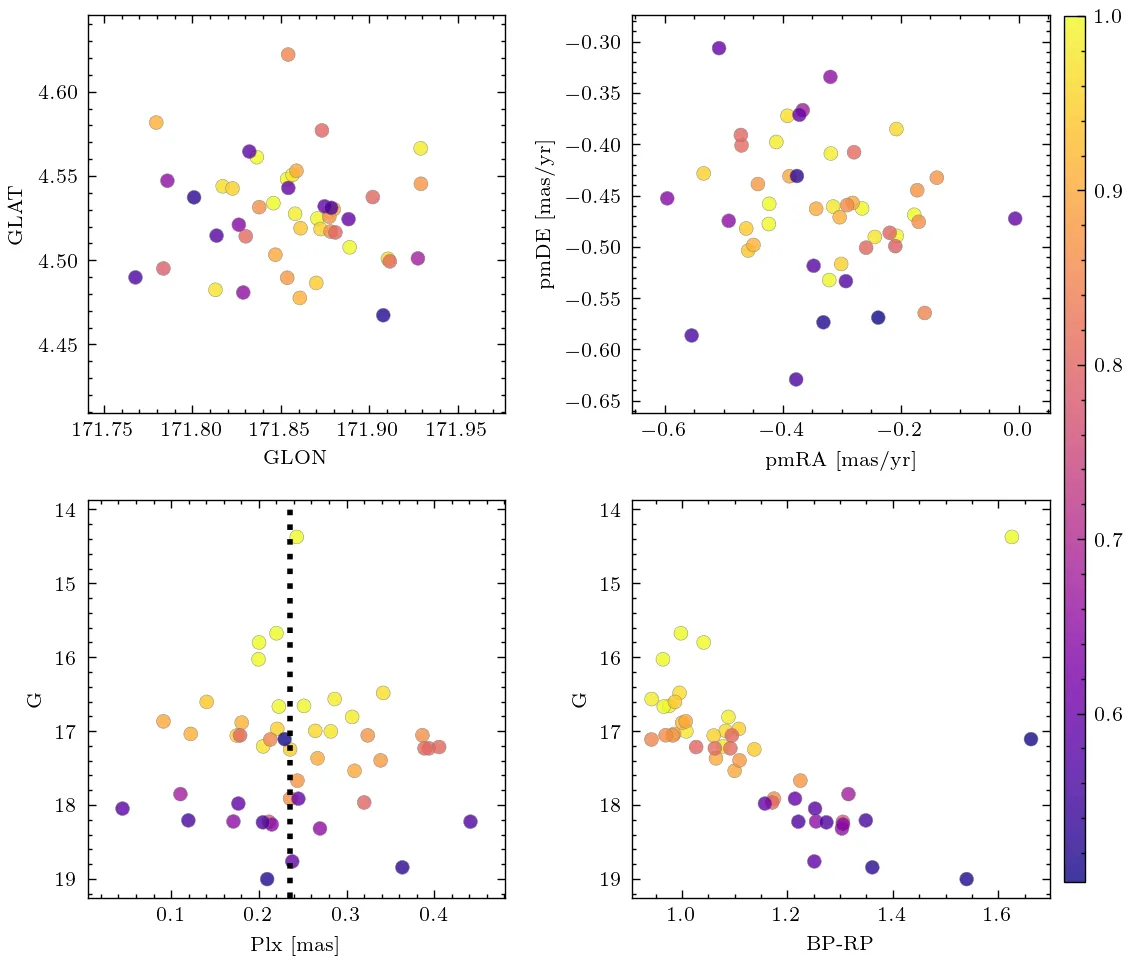 4.60
4.55
4.50
4.45
GLAT
171.75 171.80 171.85 171.90 171.95
GLON
−0.30
−0.35
−0.40
−0.45
−0.50
−0.55
−0.60
−0.65
pmDE [mas/yr]
−0.6 −0.4 −0.2 0.0
pmRA [mas/yr]
1.0
0.9
0.8
0.7
0.6
14
15
16
17
18
19
G
0.1 0.2 0.3 0.4
Plx [mas]
14
15
16
17
18
19
G
1.0 1.2 1.4 1.6
BP-RP